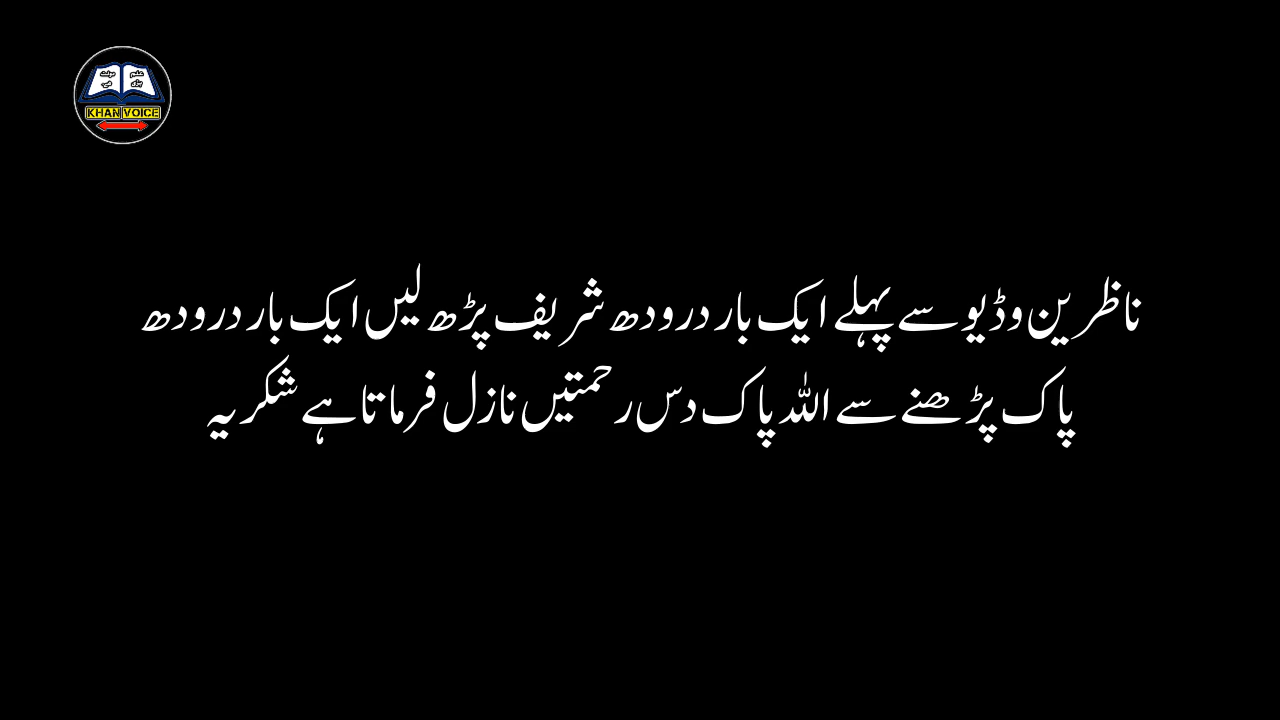 KHAN VOICE
ناظرین وڈیو سے پہلے ایک بار درودھ شریف پڑھ لیں ایک بار درودھ
پاک پڑھنے سے اللہ پاک دس رحمتیں نازل فرماتا ہے شکریہ